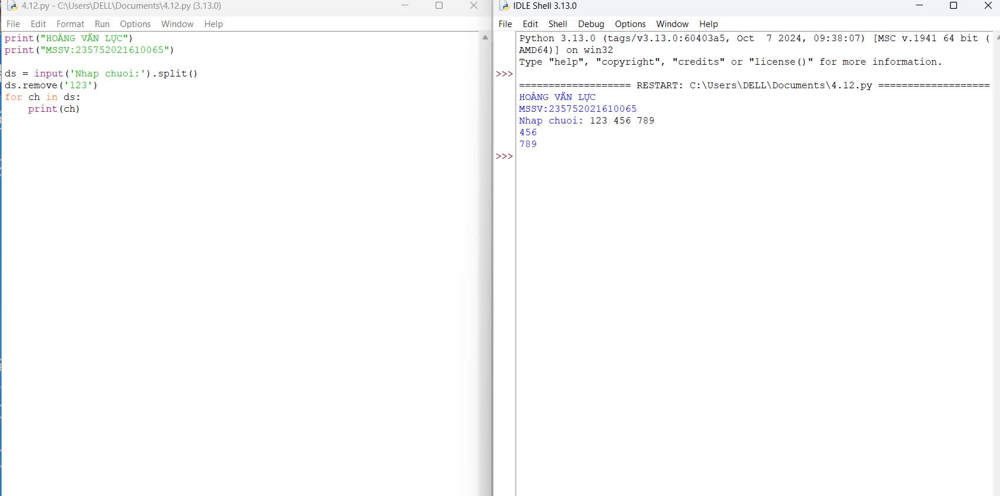 4.12.py - C:\Users\DELL\Documents\4.12.py (3.13.0)
File Edit Format Run Options Window Help
print("HOÀNG VĂN LỰC")
print("MSSV:235752021610065")
ds = input('Nhap chuoi:').split()
ds.remove('123')
for ch in ds:
    print(ch)
IDLE Shell 3.13.0
File Edit Shell Debug Options Window Help
Python 3.13.0 (tags/v3.13.0:60403a5, Oct  7 2024, 09:38:07) [MSC v.1941 64 bit (
AMD64)] on win32
Type "help", "copyright", "credits" or "license()" for more information.
>>>
=================== RESTART: C:\Users\DELL\Documents\4.12.py ===================
HOÀNG VĂN LỰC
MSSV:235752021610065
Nhap chuoi: 123 456 789
456
789
>>>